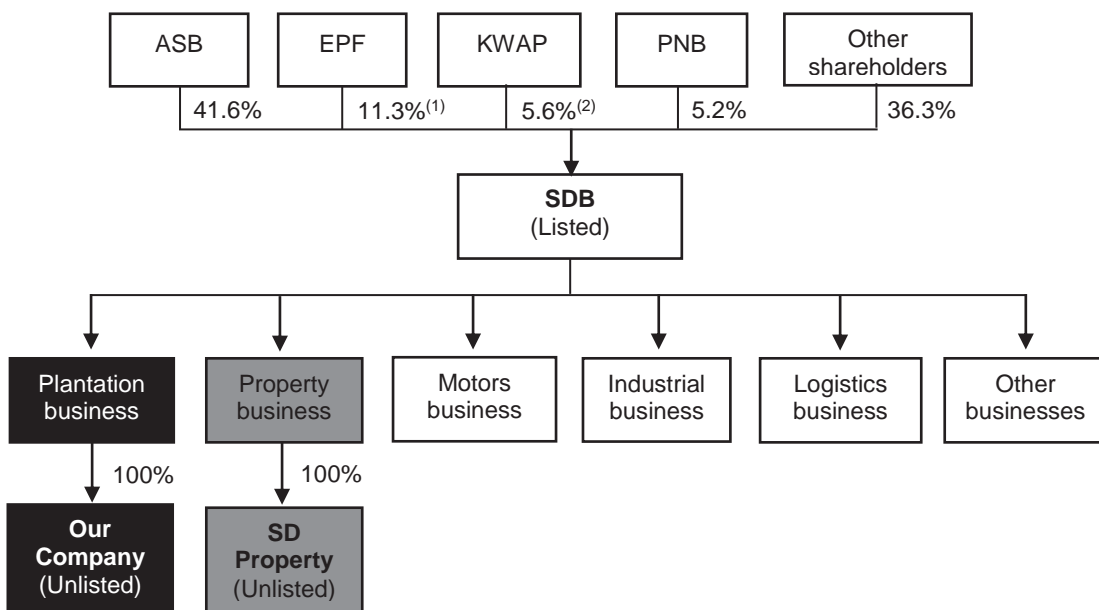 ASB
EPF
KWAP
PNB
Other
shareholders
41.6%
11.3%(1)
5.6%(2)
5.2%
36.3%
SDB
(Listed)
Plantation
business
Property
business
Motors
business
Industrial
business
Logistics
business
Other
businesses
100%
100%
Our
Company
(Unlisted)
SD
Property
(Unlisted)